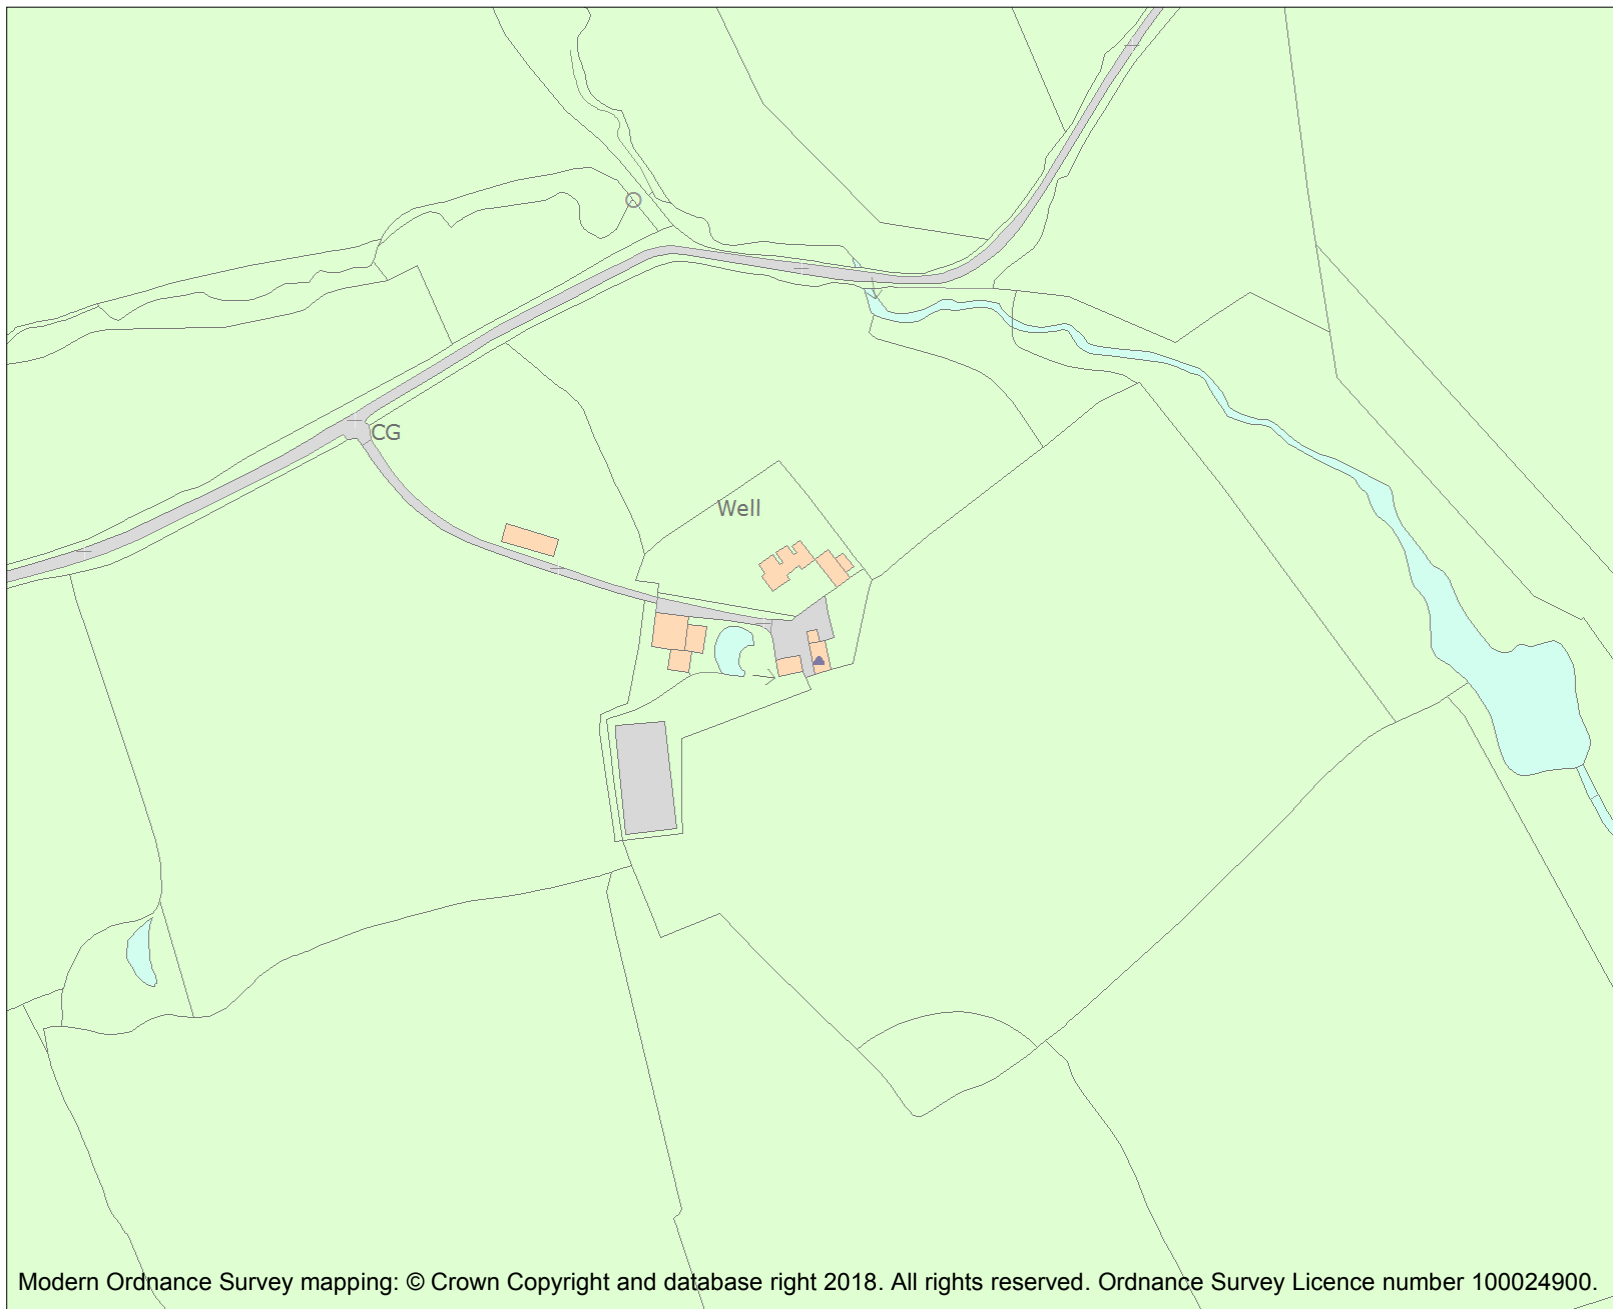 CG
Well
Modern Ordnance Survey mapping: © Crown Copyright and database right 2018. All rights reserved. Ordnance Survey Licence number 100024900.